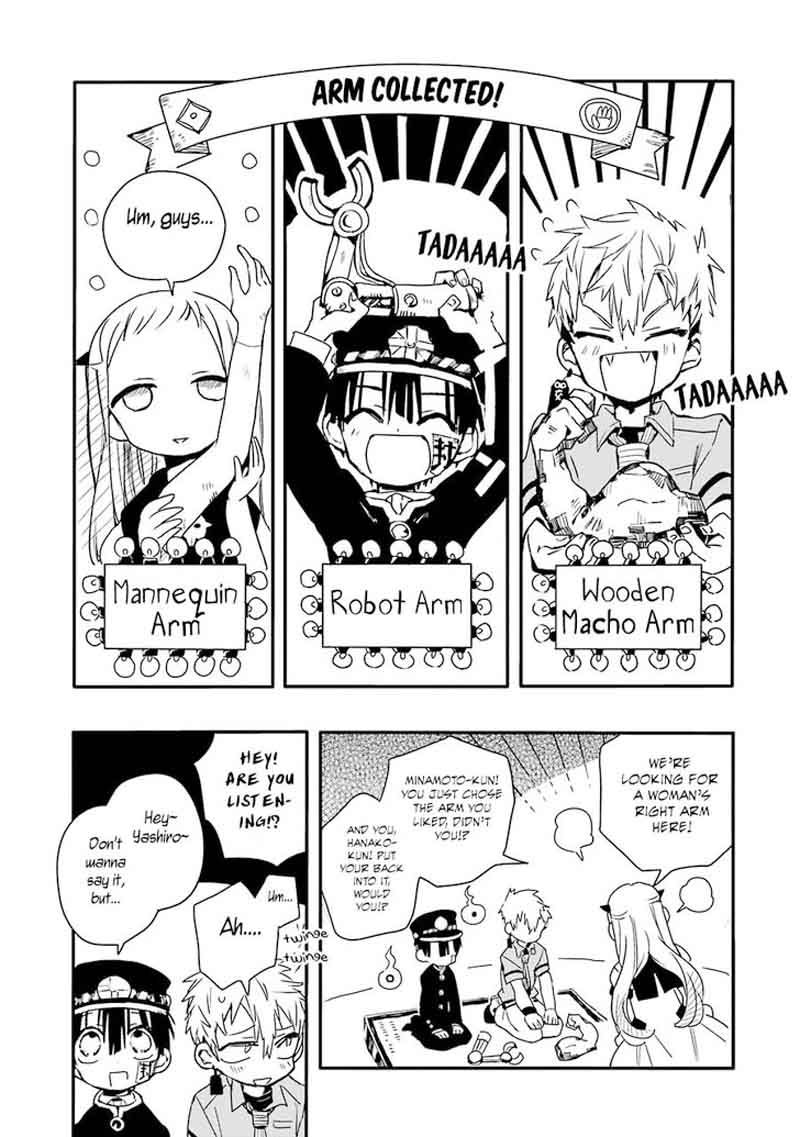 ARM COLLECTED!
TADAAAAA
Wooden
Macho Arm
TADAAAAA
Robot Arm
Um, guys...
Mannequin
Arm
WE'RE
LOOKING FOR
A WOMAN'S
RIGHT ARM
HERE!
MINAMOTO-KUN!
YOU JUST CHOSE
THE ARM YOU
LIKED, DIDN'T
YOU!?
AND YOU,
HANAKO-
KUN! PUT
YOUR BACK
INTO IT,
WOULD
YOU!?
HEY!
ARE YOU
LISTEN-
ING!?
Um...
Ah....
twinge
twinge
Hey~
Yashiro~
Don't
wanna
say it,
but...